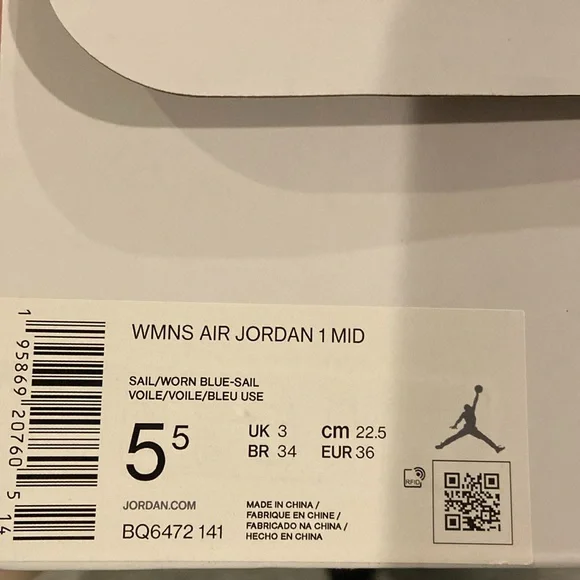 WMNS AIR JORDAN 1 MID
SAIL/WORN BLUE-SAIL
VOILE/VOILE/BLEU USE
5⁵
UK 3 cm 22.5
BR 34 EUR 36
RFID
JORDAN.COM
BQ6472 141
MADE IN CHINA /
FABRIQUE EN CHINE /
FABRICADO NA CHINA /
HECHO EN CHINA
1 95869 20760 5 14